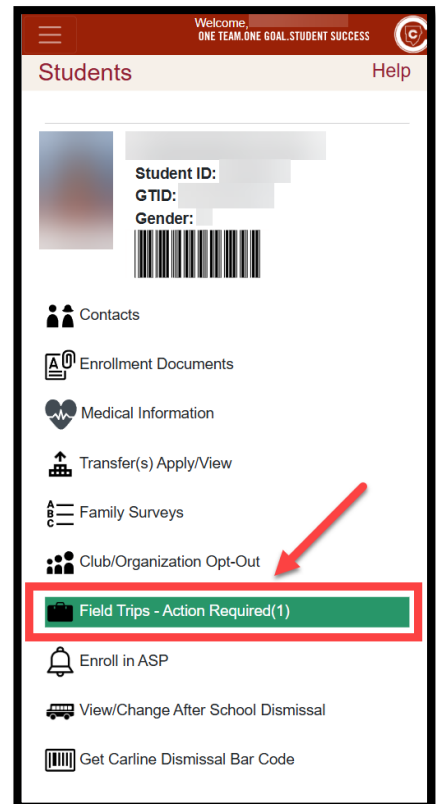 Welcome,
ONE TEAM.ONE GOAL.STUDENT SUCCESS
Students
Help
Student ID:
GTID:
Gender:
Contacts
Enrollment Documents
Medical Information
Transfer(s) Apply/View
Family Surveys
Club/Organization Opt-Out
Field Trips - Action Required(1)
Enroll in ASP
View/Change After School Dismissal
Get Carline Dismissal Bar Code